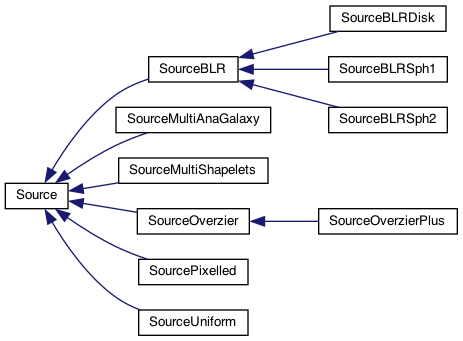 SourceBLRDisk
SourceBLR
SourceBLRSph1
SourceBLRSph2
SourceMultiAnaGalaxy
SourceMultiShapelets
Source
SourceOverzier
SourceOverzierPlus
SourcePixelled
SourceUniform